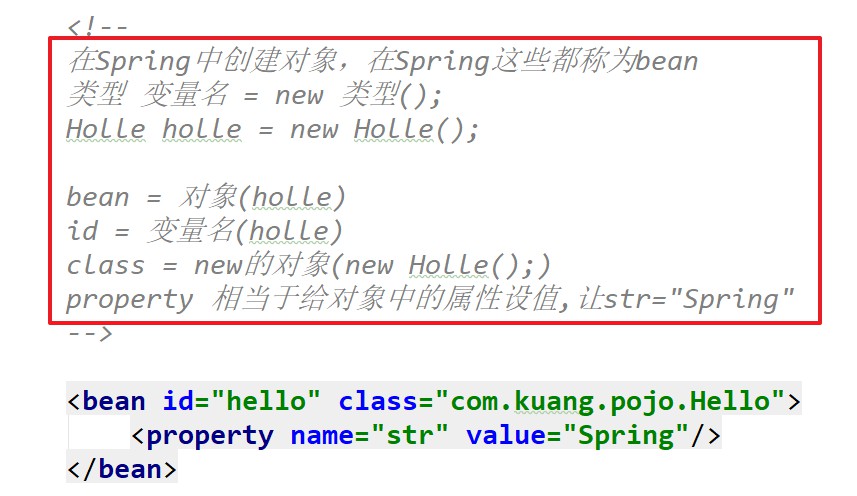 <!--
在Spring中创建对象，在Spring这些都称为bean
类型 变量名 = new 类型();
Holle holle = new Holle();
bean = 对象(holle)
id = 变量名(holle)
class = new的对象(new Holle();)
property 相当于给对象中的属性设值,让str="Spring"
-->
<bean id="hello" class="com.kuang.pojo.Hello">
<property name="str" value="Spring"/>
</bean>